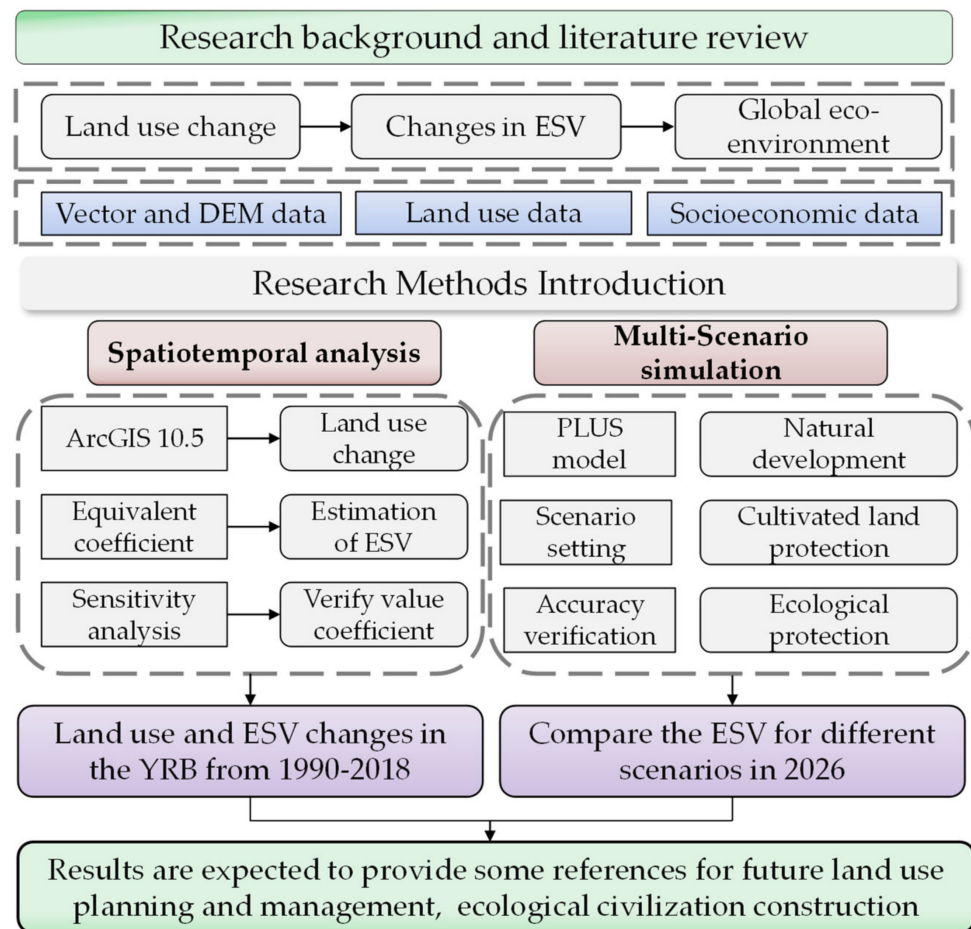 Research background and literature review
Land use change
Changes in ESV
Global eco-
environment
Vector and DEM data
Land use data
Socioeconomic data
Research Methods Introduction
Spatiotemporal analysis
ArcGIS 10.5
Land use
change
Equivalent
coefficient
Estimation
of ESV
Sensitivity
analysis
Verify value
coefficient
Multi-Scenario
simulation
PLUS
model
Natural
development
Scenario
setting
Cultivated land
protection
Accuracy
verification
Ecological
protection
Land use and ESV changes in
the YRB from 1990-2018
Compare the ESV for different
scenarios in 2026
Results are expected to provide some references for future land use
planning and management, ecological civilization construction